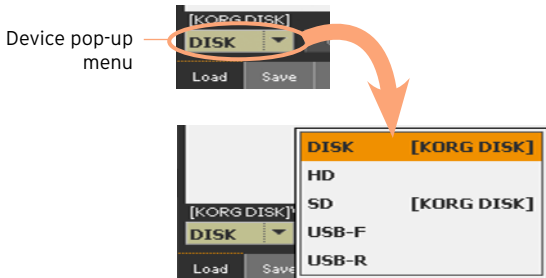 [KORG DISK]
Device pop-up
menu
DISK
Load Save
DISK [KORG DISK]
HD
SD [KORG DISK]
USB-F
USB-R
[KORG DISK]
DISK
Load Save